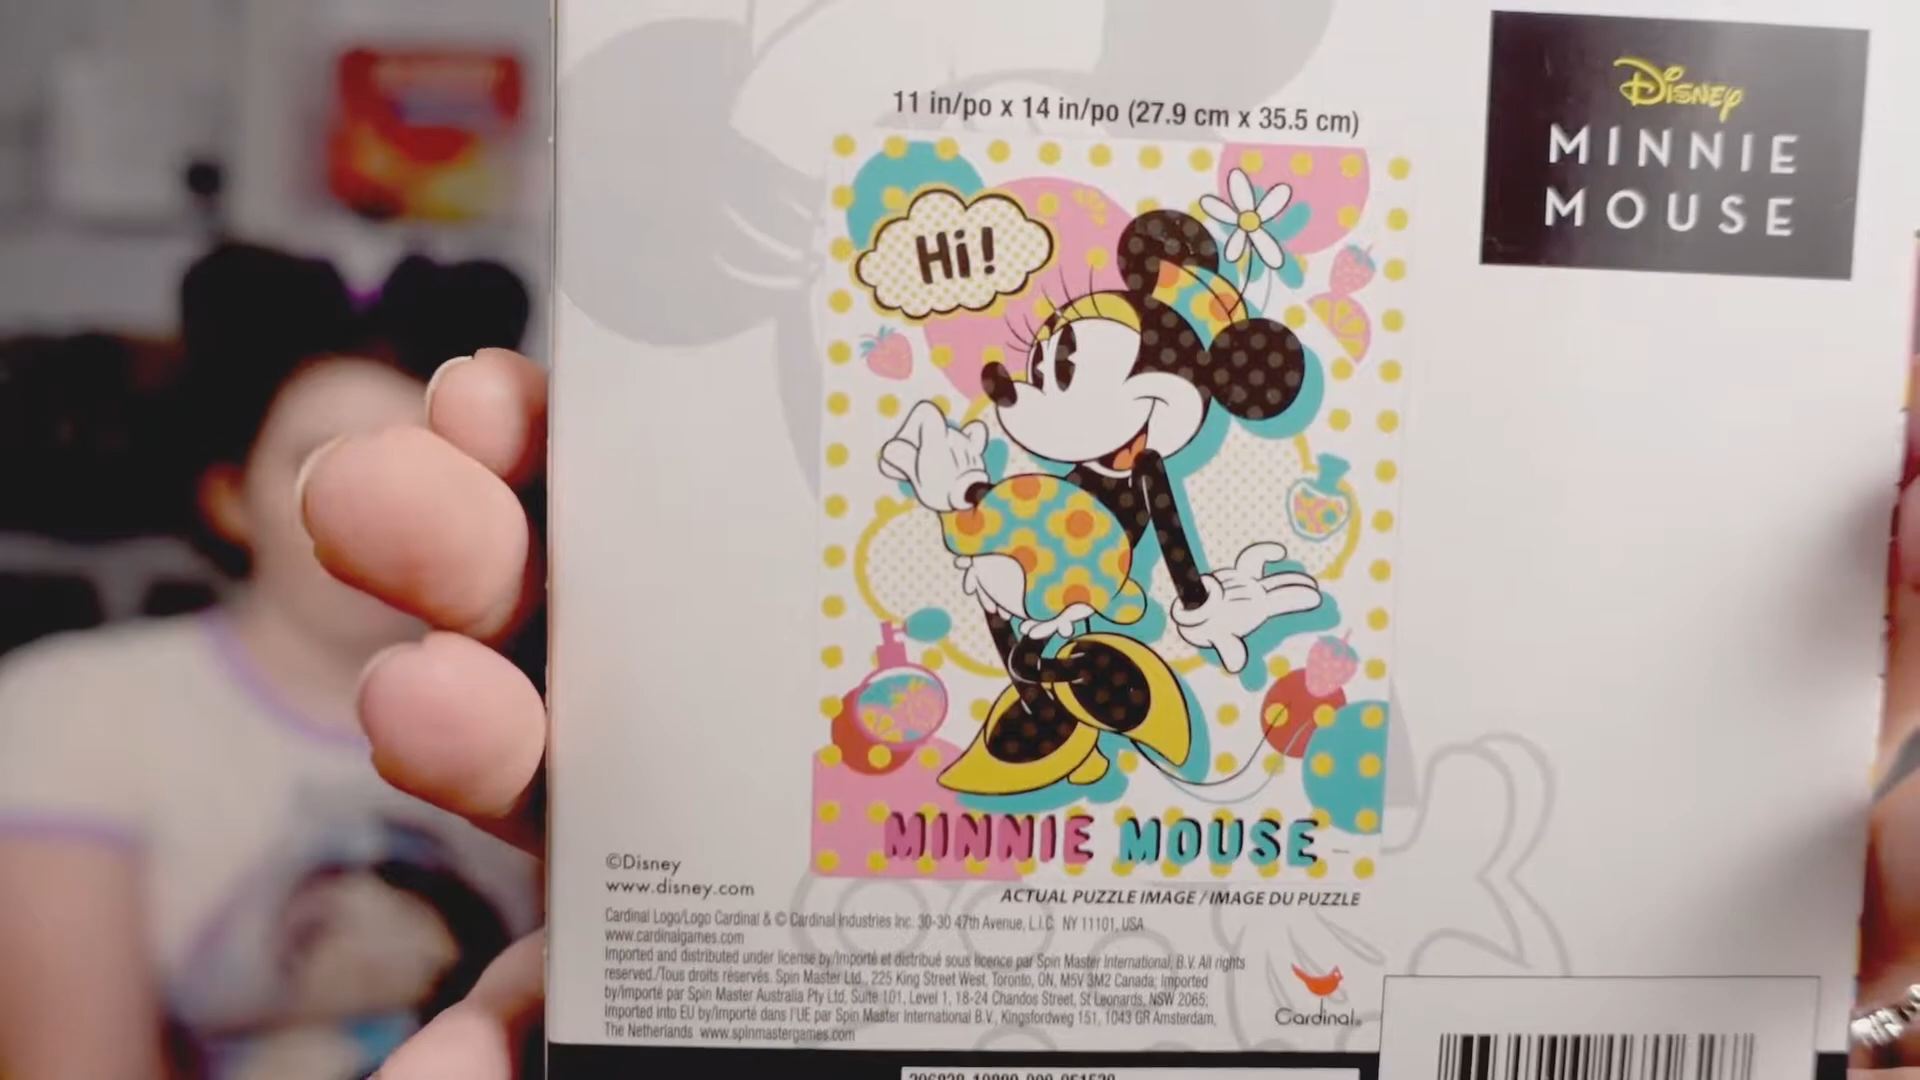 11 in/po x 14 in/po (27.9 cm x 35.5 cm)
Disney
MINNIE
MOUSE
Hi!
MINNIE MOUSE
ACTUAL PUZZLE IMAGE / IMAGE DU PUZZLE
©Disney
www.disney.com
Cardinal Logo/Logo Cardinal & © Cardinal Industries Inc. 30-30 47th Avenue, L.I.C. NY 11101, USA
www.cardinalgames.com
Imported and distributed under license by/Importé et distribué sous licence par Spin Master International, B.V. All rights
reserved./Tous droits réservés. Spin Master Ltd., 225 King Street West, Toronto, ON, M5V 3M2 Canada; Imported
by/importé par Spin Master Australia Pty Ltd, Suite 101, Level 1, 18-24 Chandos Street, St Leonards, NSW 2065;
Imported into EU by/Importé dans l'UE par Spin Master International B.V., Kingsfordweg 151, 1043 GR Amsterdam,
The Netherlands www.spinmastergames.com
Cardinal®